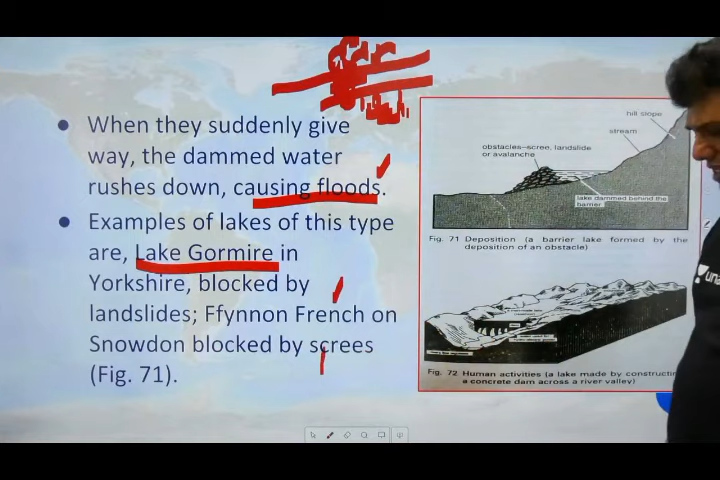 ● When they suddenly give
way, the dammed water
rushes down, causing floods.
● Examples of lakes of this type
are, Lake Gormire in
Yorkshire, blocked by
landslides; Ffynnon French on
Snowdon blocked by screes
(Fig. 71).
hill slope
stream
obstacles—scree, landslide
or avalanche
lake dammed behind the
barrier
Fig. 71 Deposition (a barrier lake formed by the
deposition of an obstacle)
Fig. 72 Human activities (a lake made by constructin
a concrete dam across a river valley)
una